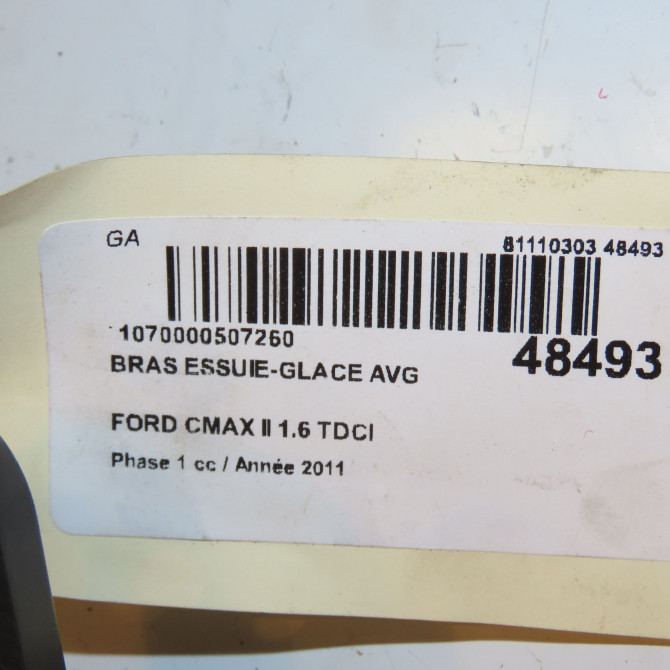 GA 81110303 48493
1070000507260
48493
BRAS ESSUIE-GLACE AVG
FORD CMAX II 1.6 TDCI
Phase 1 cc / Année 2011